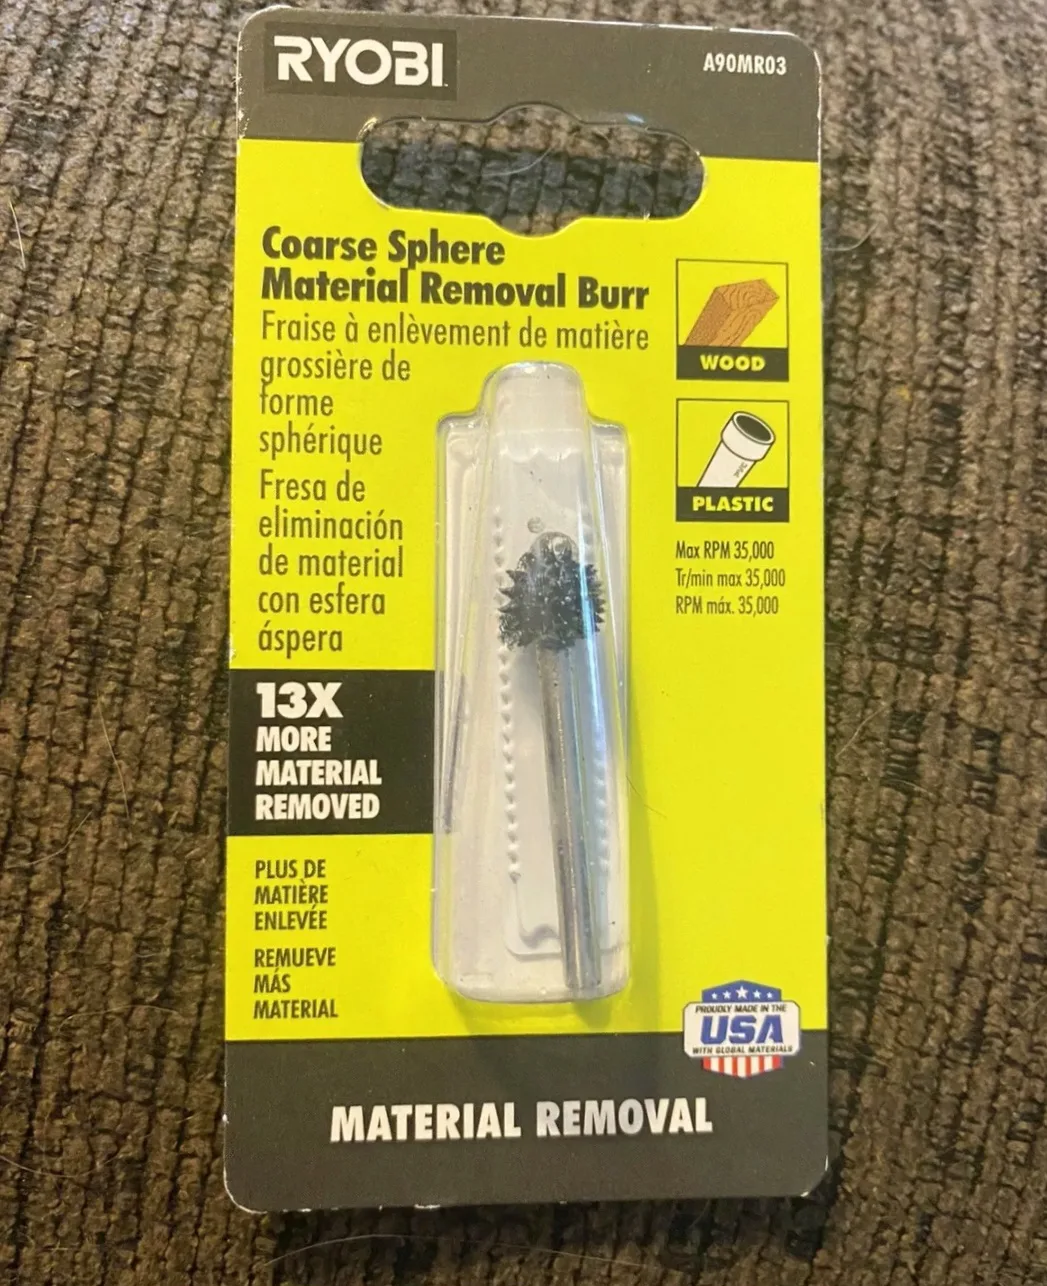 RYOBI
A90MR03
Coarse Sphere
Material Removal Burr
Fraise à enlèvement de matière
grossière de
forme
sphérique
Fresa de
eliminación
de material
con esfera
áspera
WOOD
PVC
PLASTIC
Max RPM 35,000
Tr/min max 35,000
RPM máx. 35,000
13X
MORE
MATERIAL
REMOVED
PLUS DE
MATIÈRE
ENLEVÉE
REMUEVE
MÁS
MATERIAL
PROUDLY MADE IN THE
USA
WITH GLOBAL MATERIALS
MATERIAL REMOVAL